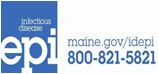 infectious
disease
epi
maine.gov/idepi
800-821-5821